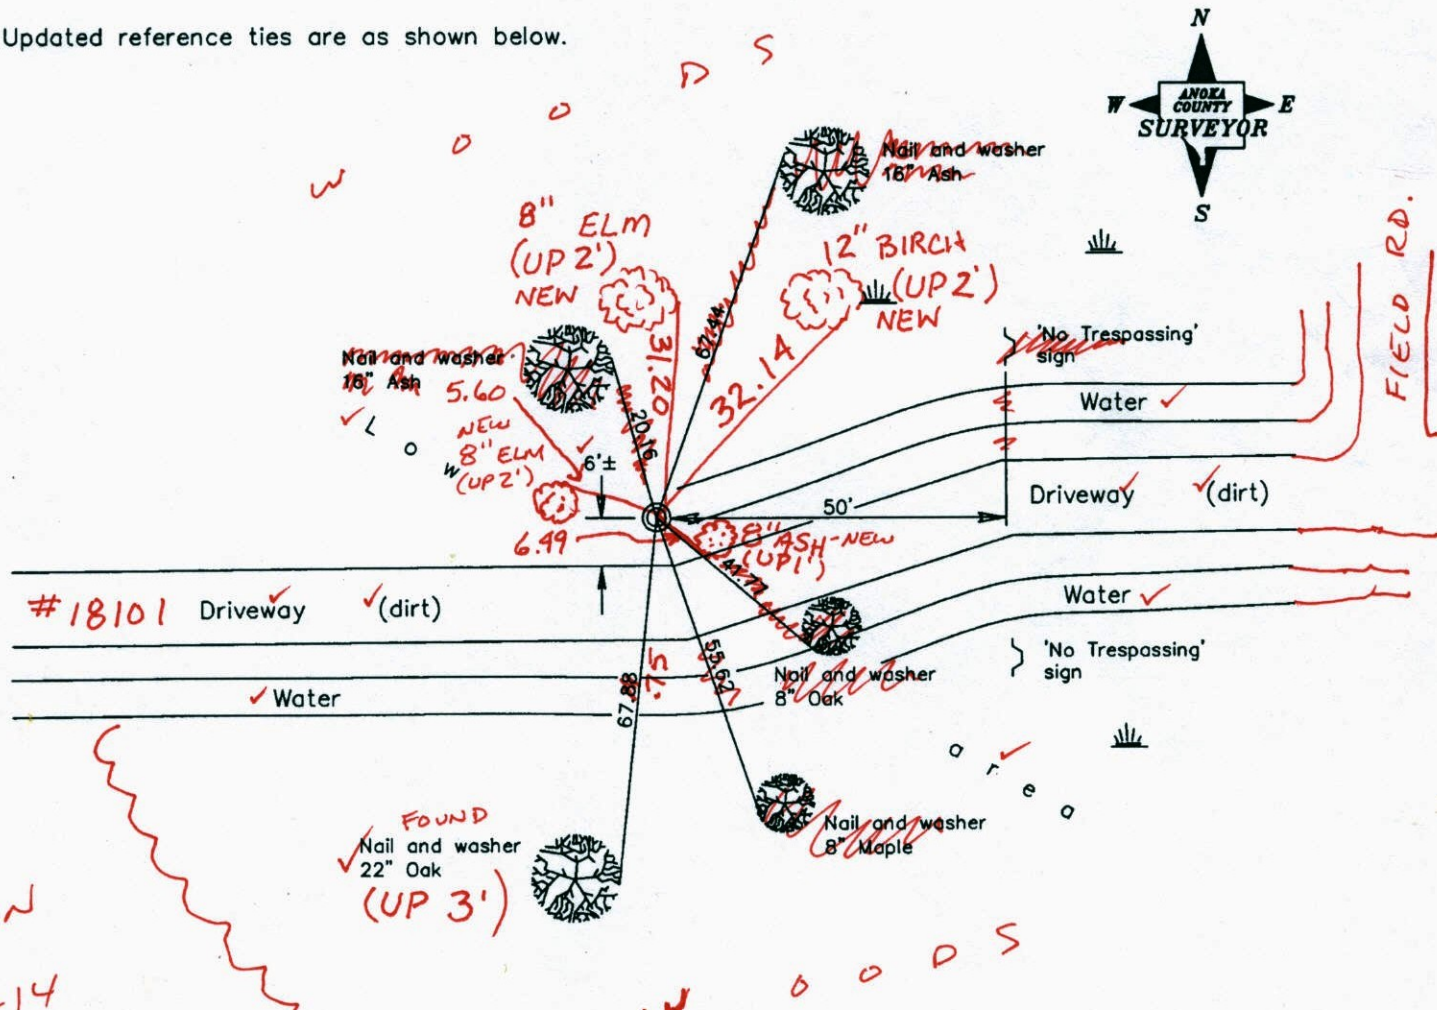 Updated reference ties are as shown below.
N
W
ANOKA
COUNTY
SURVEYOR
E
S
W O O D S
Nail and washer
16" Ash
8" ELM
(UP 2')
NEW
12" BIRCH
(UP 2')
NEW
FIELD RD.
67.44
31.20
32.14
Nail and washer
16" Ash
5.60
20.16
'No Trespassing'
sign
Water
L o w
NEW
8" ELM
(UP 2')
6'±
50'
Driveway (dirt)
6.49
8"
ASH-NEW
(UP 1')
41.77
#18101 Driveway (dirt)
Water
'No Trespassing'
sign
Water
67.88
55.62
Nail and washer
8" Oak
a r e a
FOUND
Nail and washer
22" Oak
(UP 3')
Nail and washer
8" Maple
N
-14
W O O D S